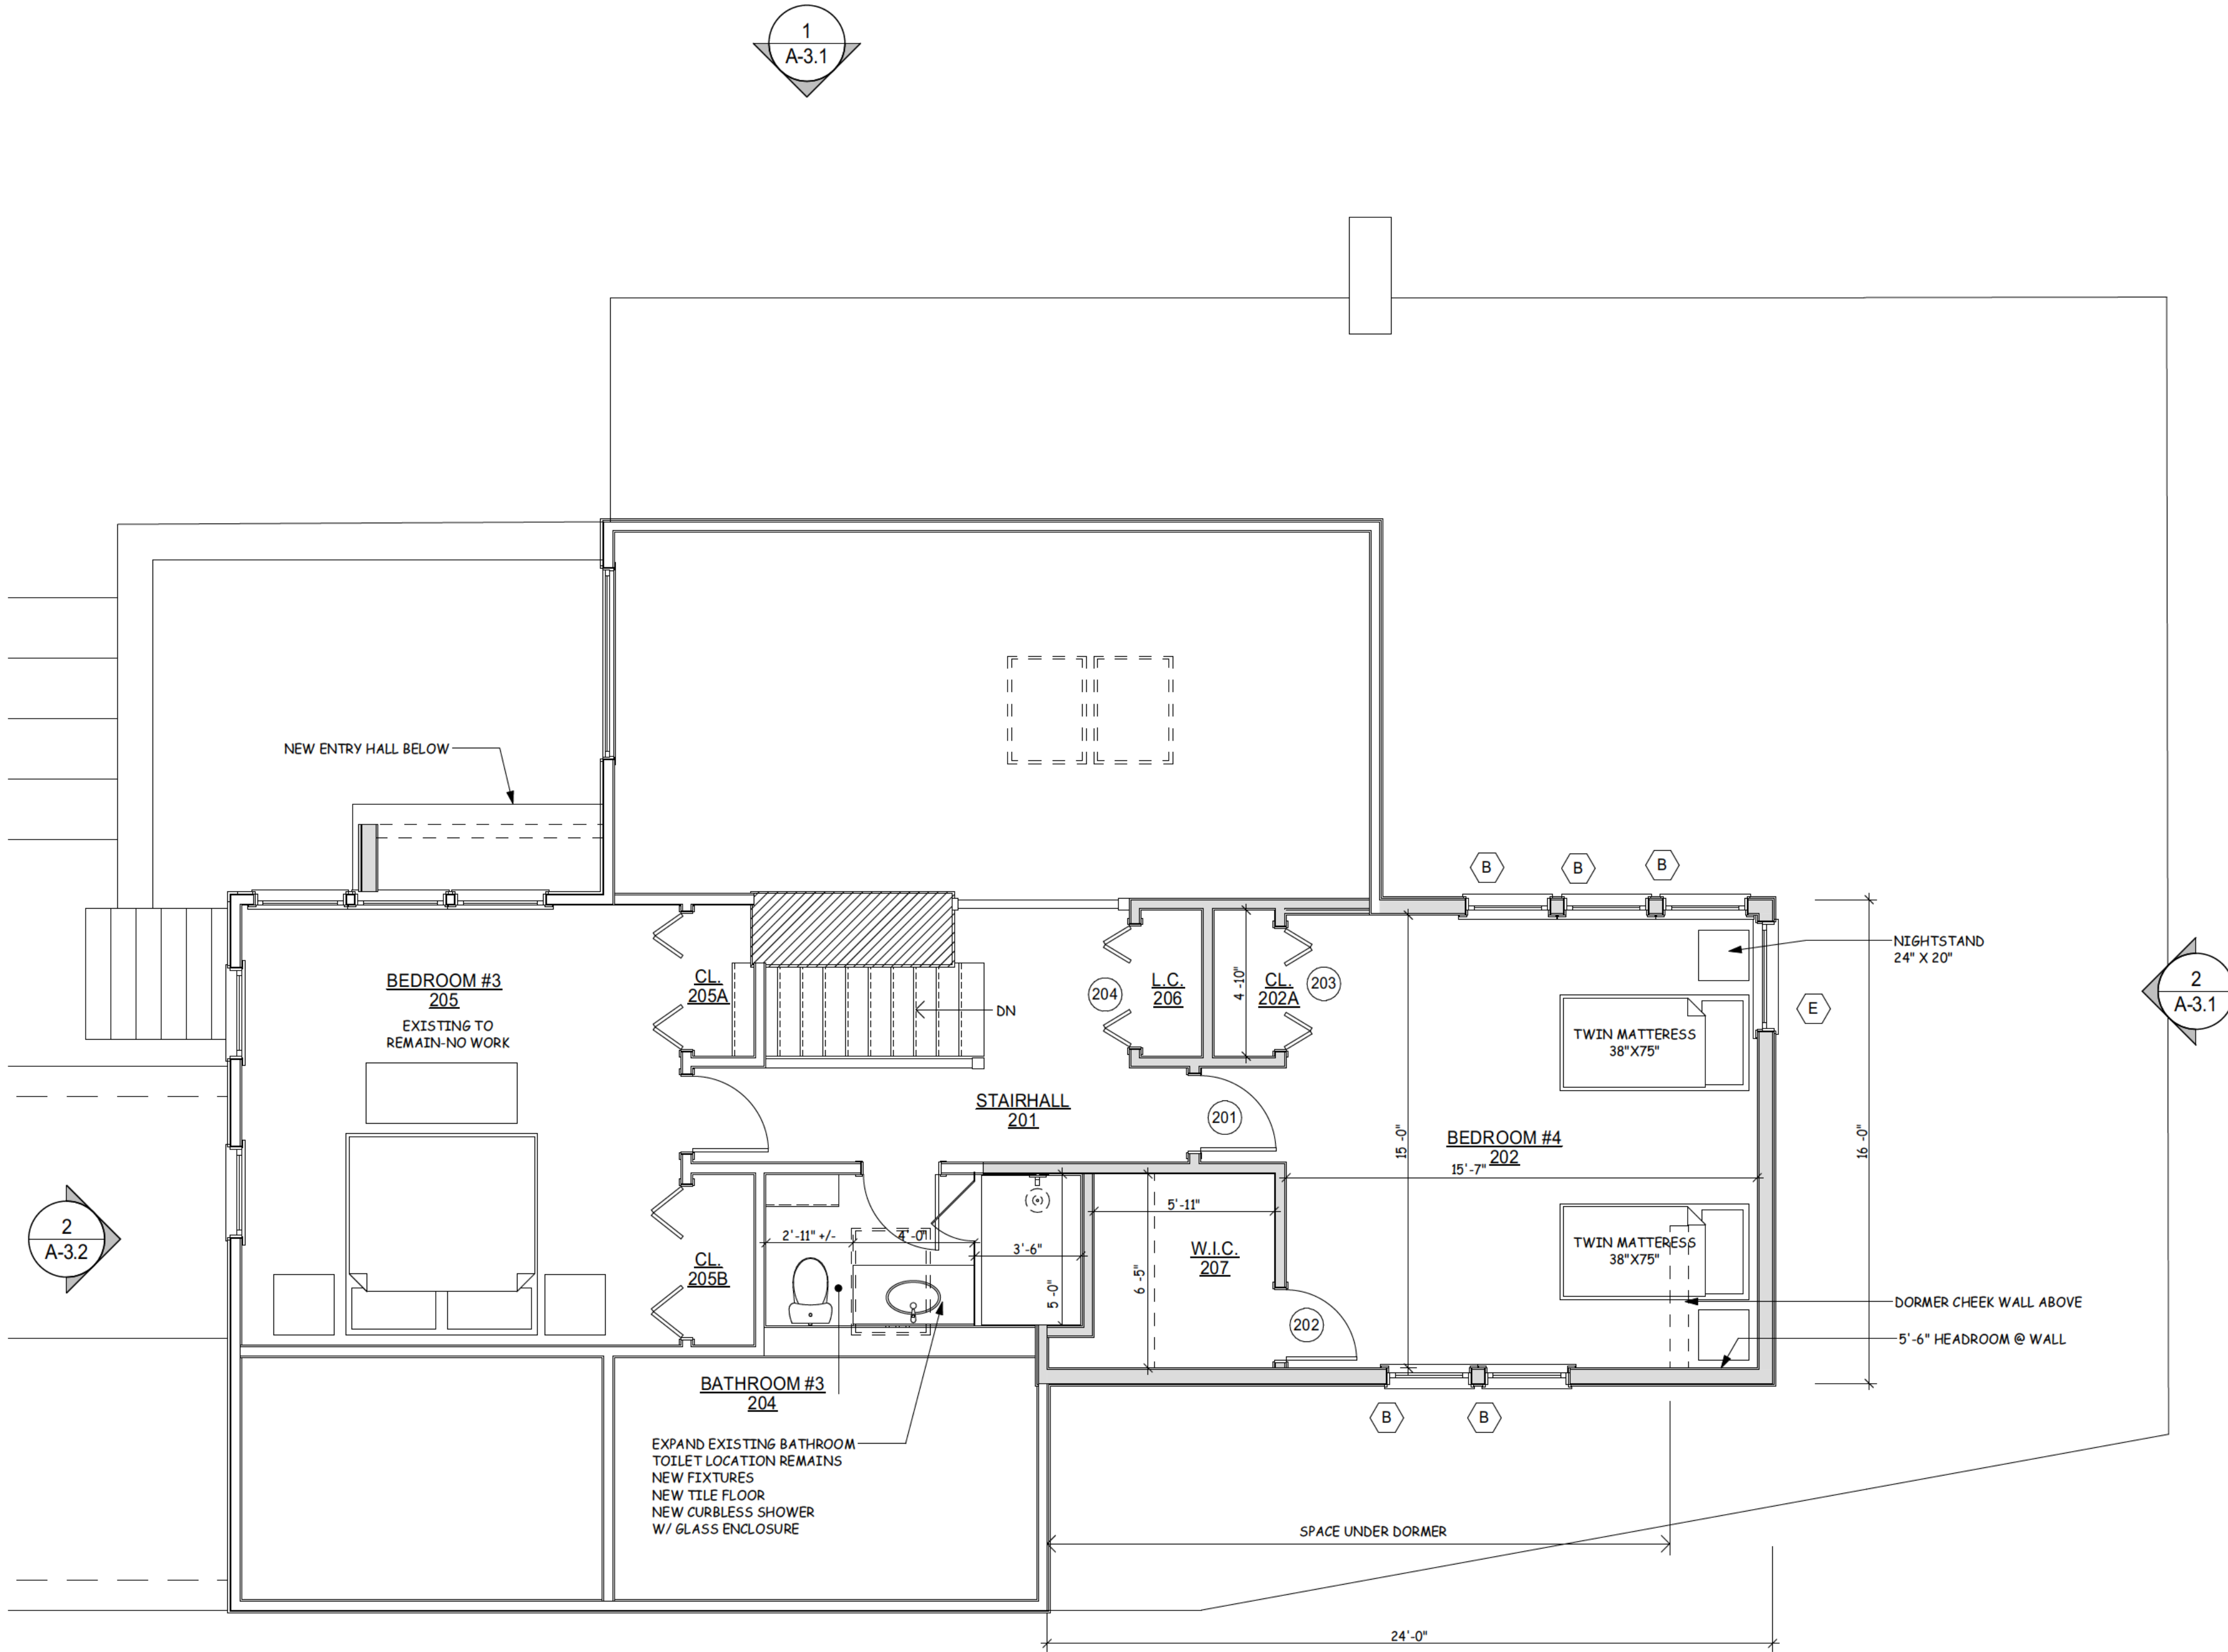 1
A-3.1
NEW ENTRY HALL BELOW
B
B
B
NIGHTSTAND
24" X 20"
BEDROOM #3
205
EXISTING TO
REMAIN-NO WORK
CL.
205A
DN
204
L.C.
206
4 -10"
CL.
202A
203
TWIN MATTERESS
38"X75"
E
2
A-3.1
STAIRHALL
201
201
15 -0"
BEDROOM #4
202
15'-7"
16 -0"
2
A-3.2
CL.
205B
2'-11" +/-
4'-0"
3'-6"
5 -0"
5'-11"
6 -5"
W.I.C.
207
202
TWIN MATTERESS
38"X75"
DORMER CHEEK WALL ABOVE
5'-6" HEADROOM @ WALL
BATHROOM #3
204
B
B
EXPAND EXISTING BATHROOM
TOILET LOCATION REMAINS
NEW FIXTURES
NEW TILE FLOOR
NEW CURBLESS SHOWER
W/ GLASS ENCLOSURE
SPACE UNDER DORMER
24'-0"